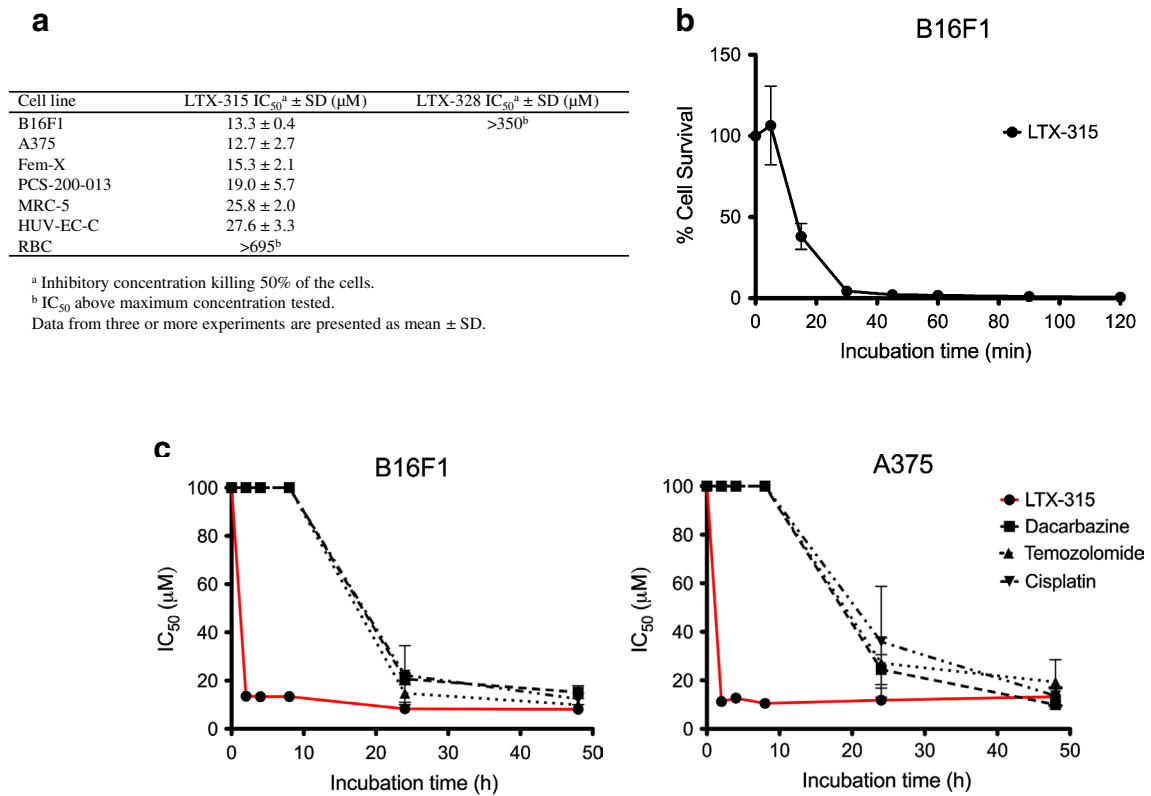 a
Cell line LTX-315 IC50a ± SD (μM) LTX-328 IC50a ± SD (μM)
B16F1 13.3 ± 0.4 >350b
A375 12.7 ± 2.7
Fem-X 15.3 ± 2.1
PCS-200-013 19.0 ± 5.7
MRC-5 25.8 ± 2.0
HUV-EC-C 27.6 ± 3.3
RBC >695b
a Inhibitory concentration killing 50% of the cells.
b IC50 above maximum concentration tested.
Data from three or more experiments are presented as mean ± SD.
b
B16F1
% Cell Survival
150
100
50
0
0 20 40 60 80 100 120
Incubation time (min)
LTX-315
c
B16F1
IC50 (μM)
100
80
60
40
20
0
0 10 20 30 40 50
Incubation time (h)
A375
IC50 (μM)
100
80
60
40
20
0
0 10 20 30 40 50
Incubation time (h)
LTX-315
Dacarbazine
Temozolomide
Cisplatin